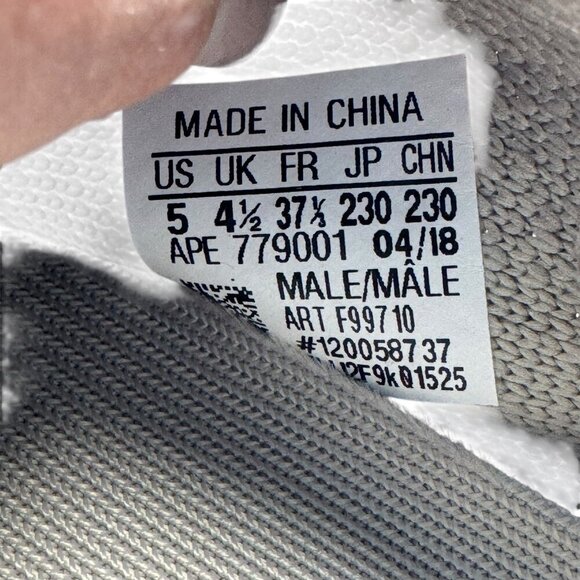 MADE IN CHINA
US UK FR JP CHN
5 4½ 37⅓ 230 230
APE 779001 04/18
MALE/MÂLE
ART F99710
#120058737